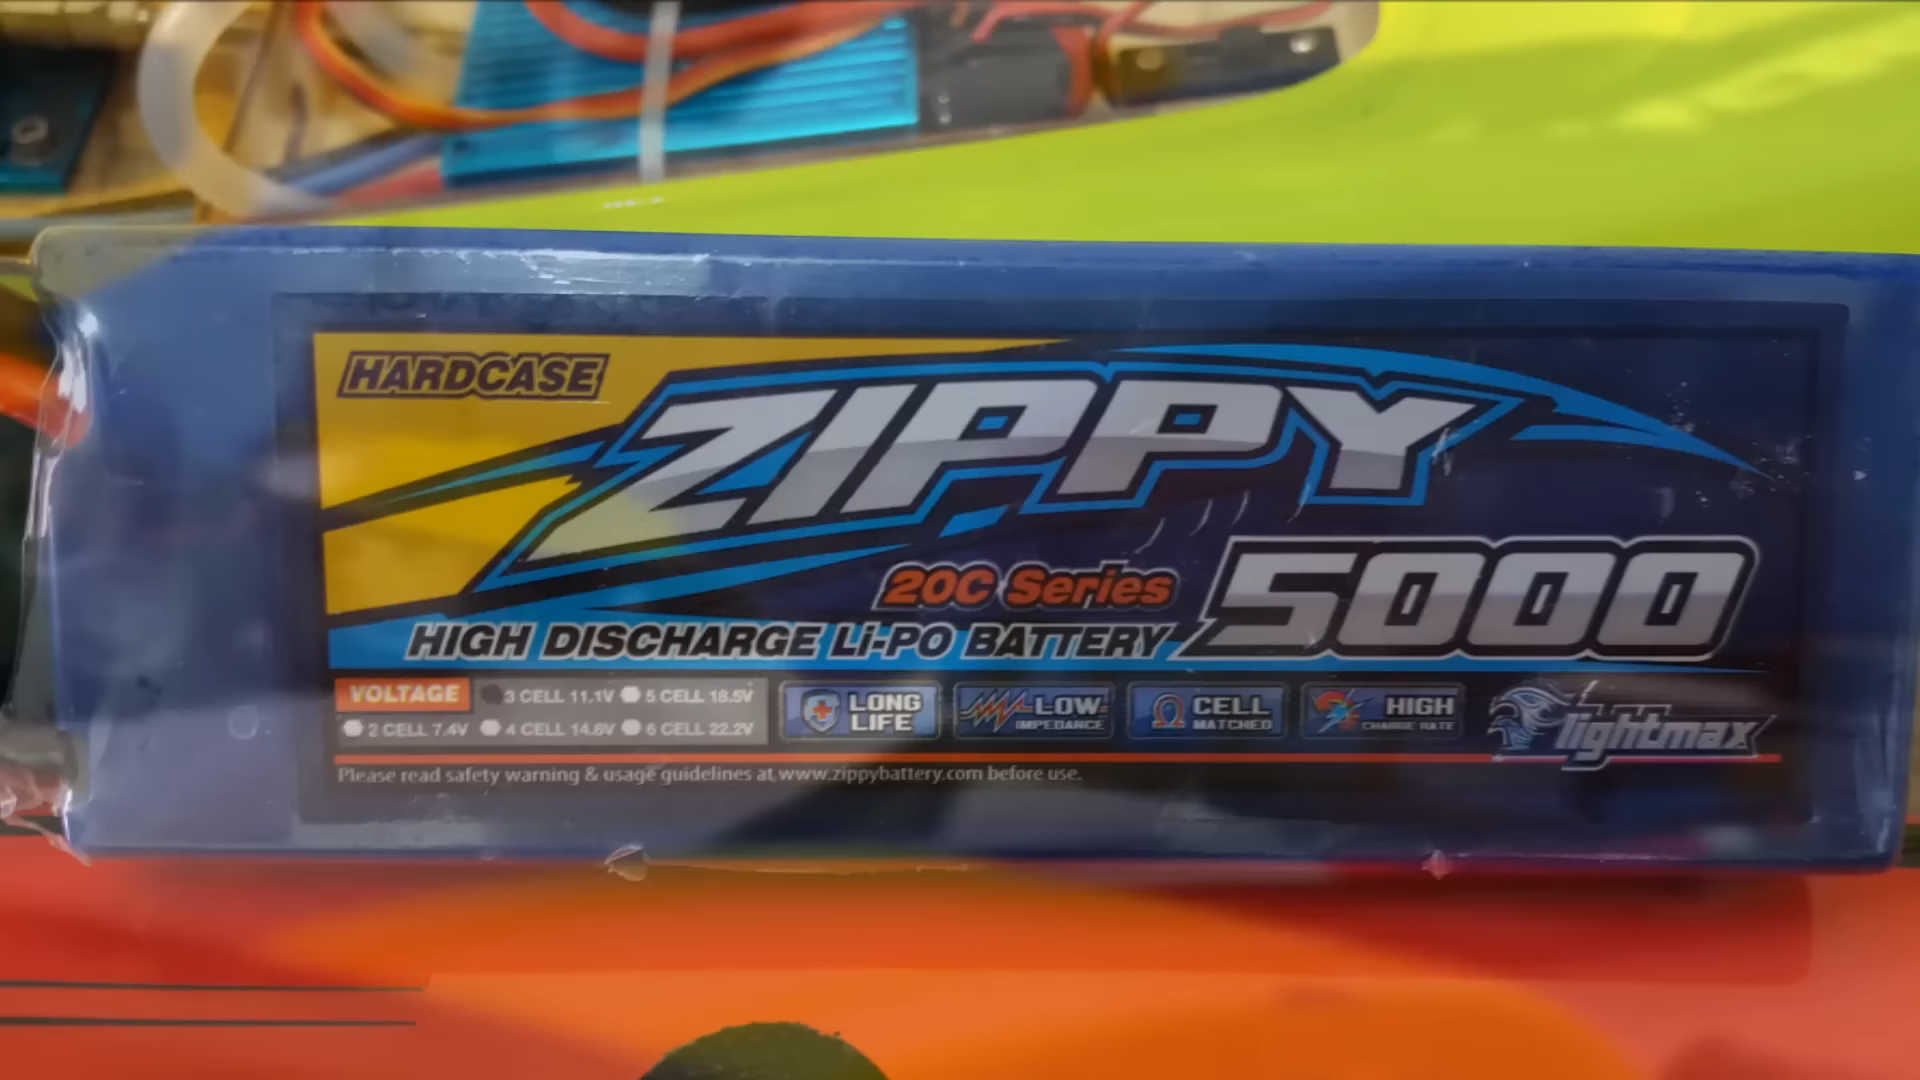 HARDCASE
ZIPPY
20C Series
5000
HIGH DISCHARGE Li-PO BATTERY
VOLTAGE
3 CELL 11.1V
5 CELL 18.5V
2 CELL 7.4V
4 CELL 14.8V
6 CELL 22.2V
LONG LIFE
LOW IMPEDANCE
CELL MATCHED
HIGH CHARGE RATE
lightmax
Please read safety warning & usage guidelines at www.zippybattery.com before use.